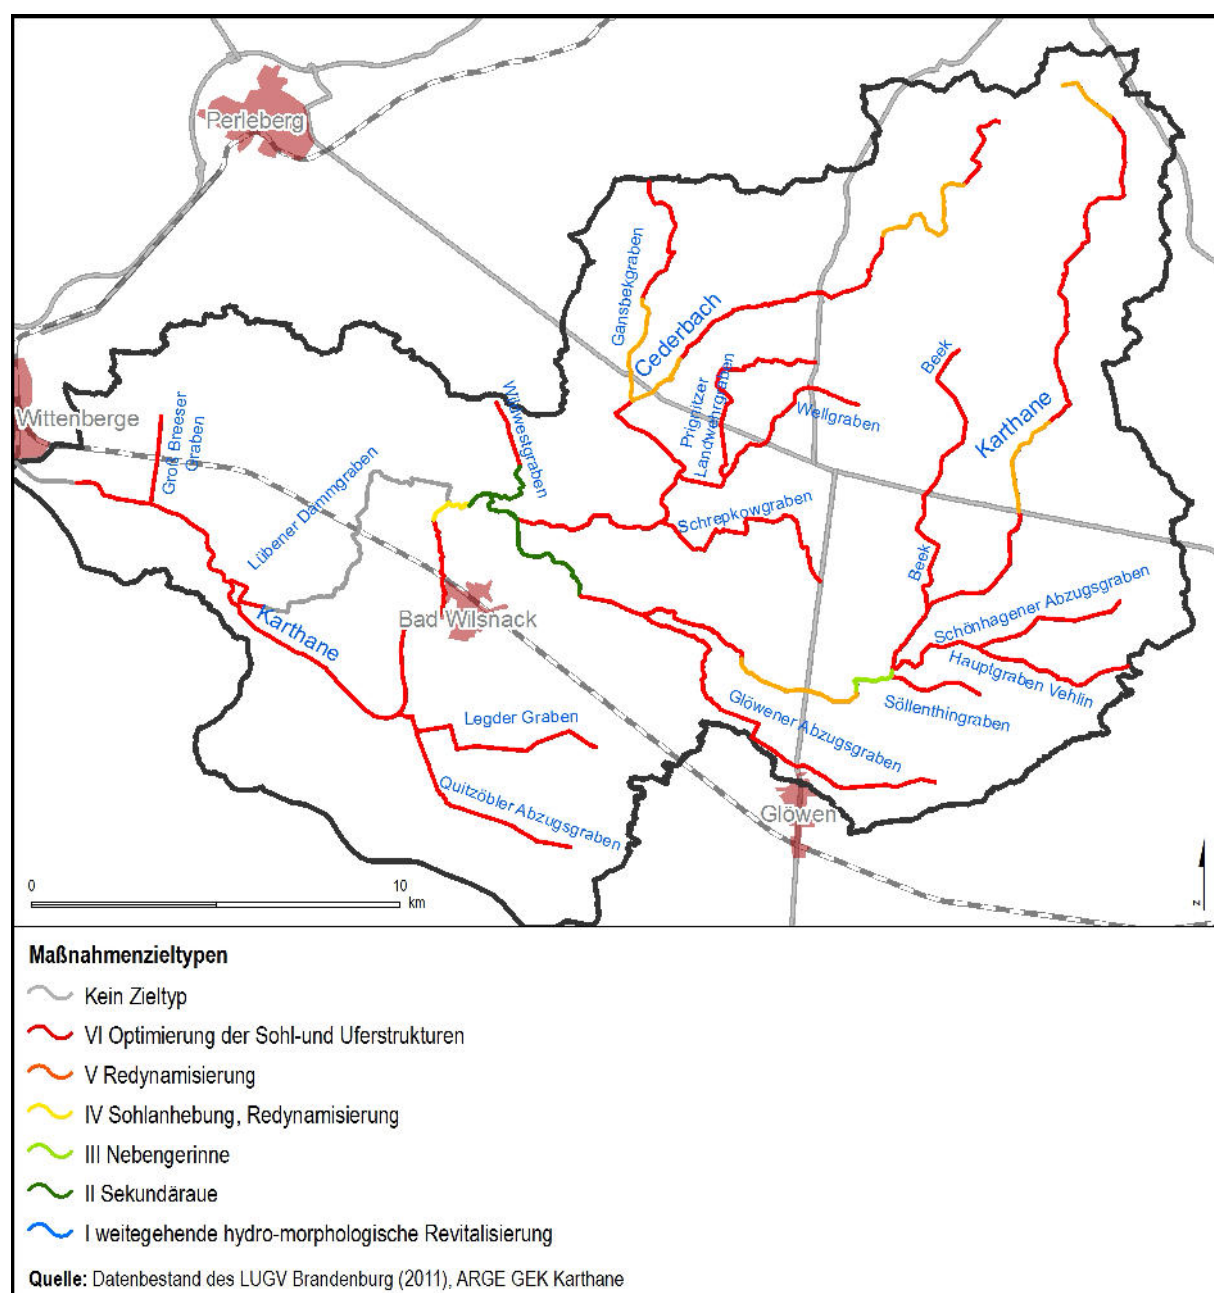 Perleberg
Gansbekgraben
Cederbach
Beek
Karthane
Wittenberge
Groß Breeser
Graben
Wildwestgraben
Prignitzer
Landwehrgraben
Wellgraben
Lübener Dammgraben
Schrepkowgraben
Beek
Schönhagener Abzugsgraben
Karthane
Bad Wilsnack
Hauptgraben Vehlin
Legder Graben
Glöwener Abzugsgraben
Söllenthingraben
Quitzöbler Abzugsgraben
Glöwen
0 10
km
N
Maßnahmenzieltypen
Kein Zieltyp
VI Optimierung der Sohl-und Uferstrukturen
V Redynamisierung
IV Sohlanhebung, Redynamisierung
III Nebengerinne
II Sekundäraue
I weitegehende hydro-morphologische Revitalisierung
Quelle: Datenbestand des LUGV Brandenburg (2011), ARGE GEK Karthane